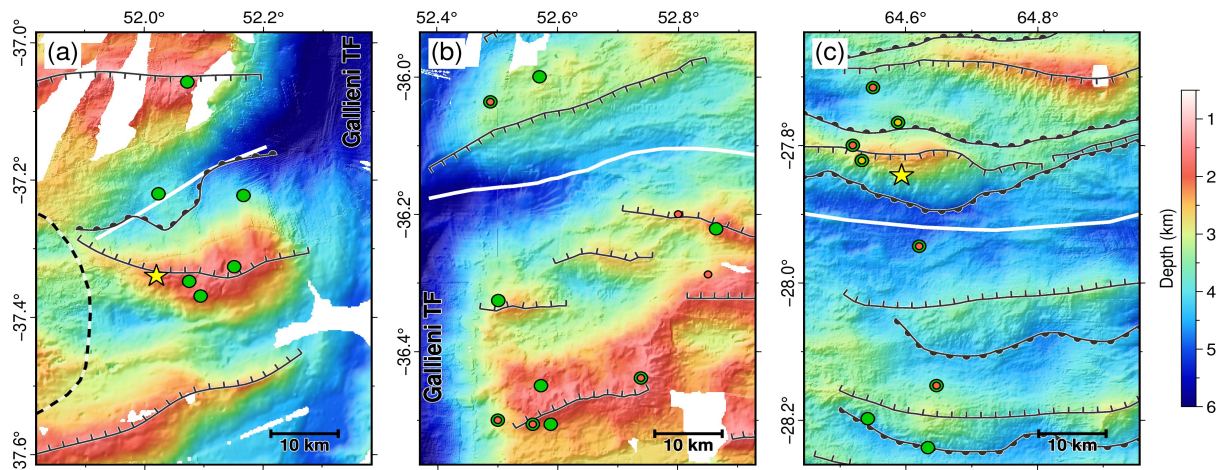 52.0° 52.2° 52.4° 52.6° 52.8° 64.6° 64.8°
(a) (b) (c)
−37.0°
−37.2°
−37.4°
−37.6°
Gallieni TF
10 km
−36.0°
−36.2°
−36.4°
Gallieni TF
10 km
−27.8°
−28.0°
−28.2°
10 km
1
2
3
4
5
6
Depth (km)